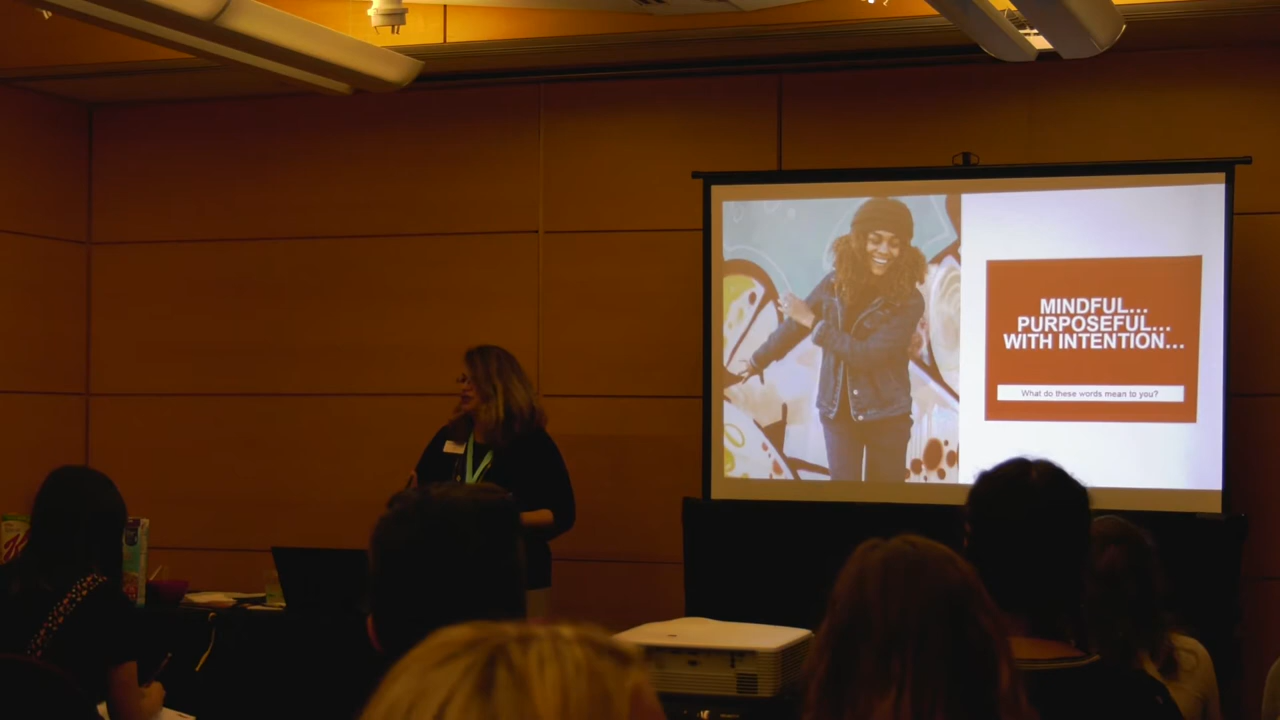 MINDFUL...
PURPOSEFUL...
WITH INTENTION...
What do these words mean to you?